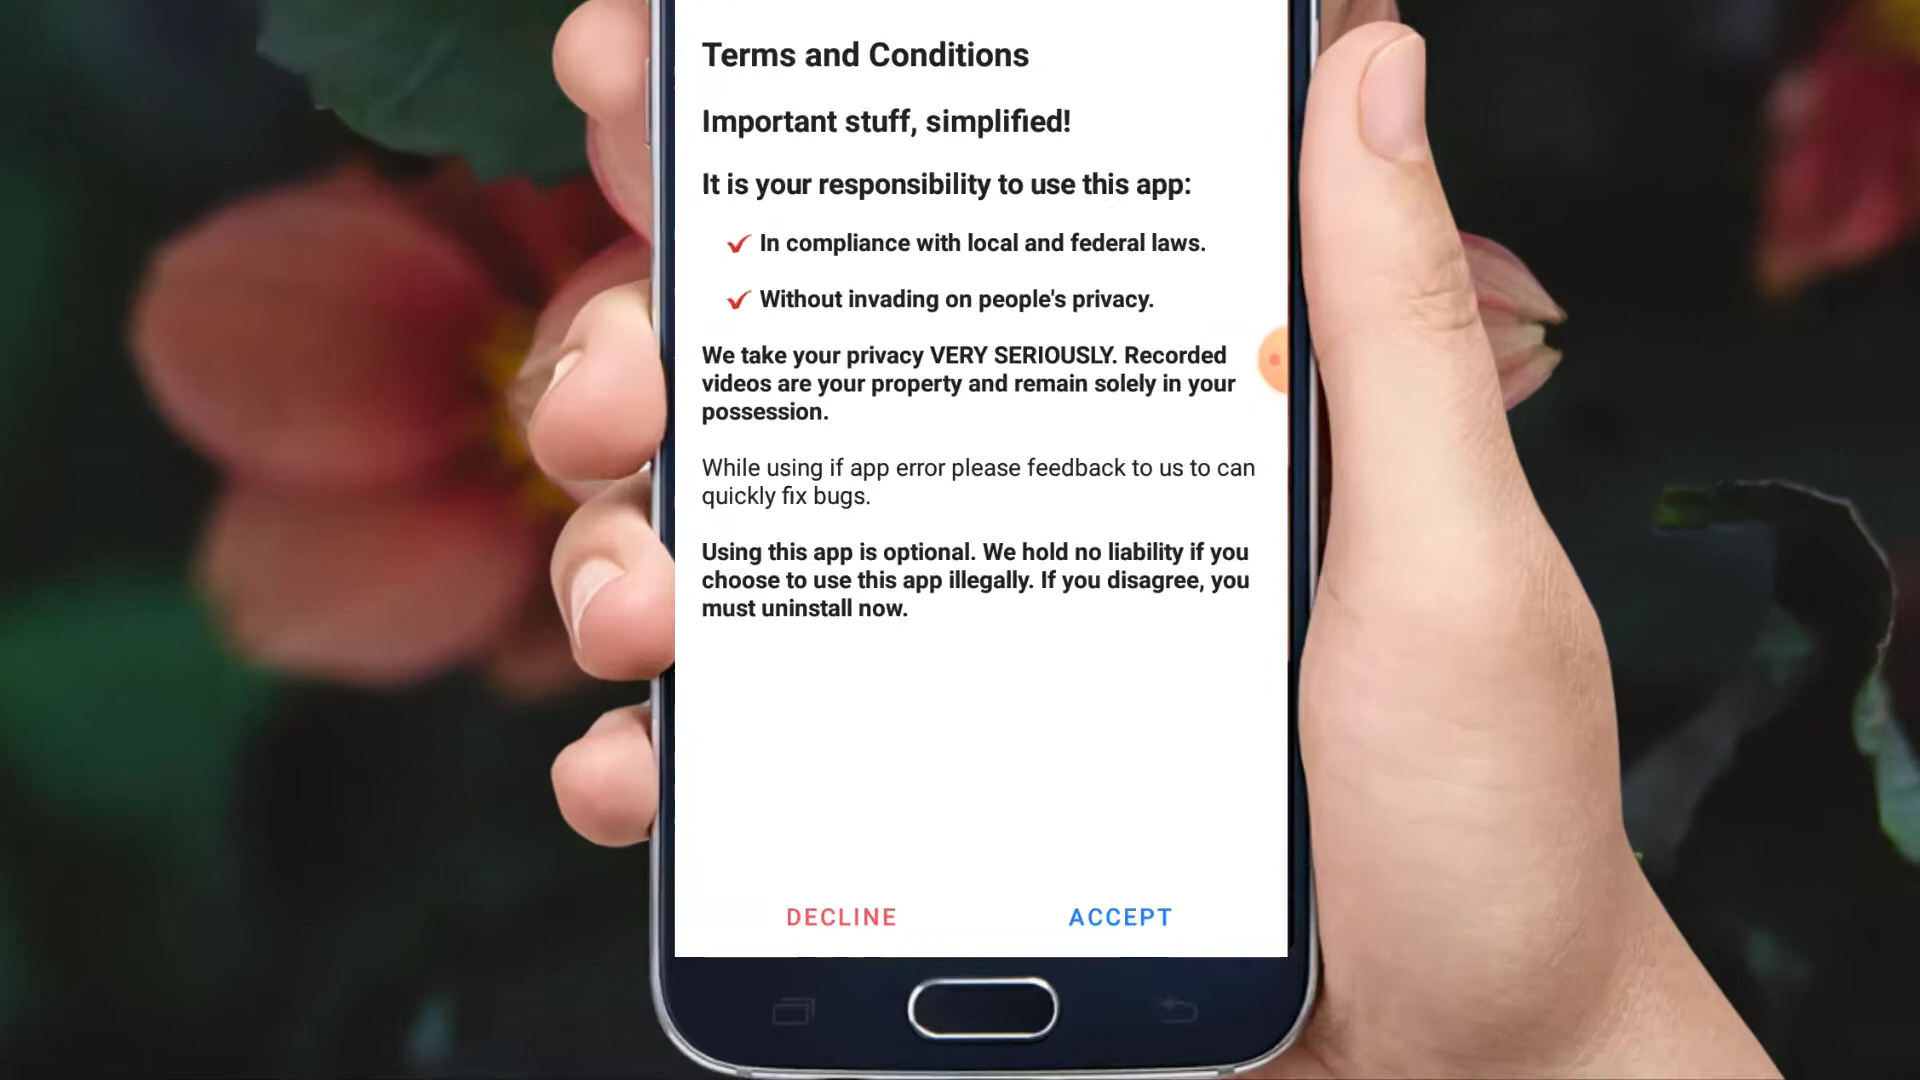 Terms and Conditions
Important stuff, simplified!
It is your responsibility to use this app:
In compliance with local and federal laws.
Without invading on people's privacy.
We take your privacy VERY SERIOUSLY. Recorded
videos are your property and remain solely in your
possession.
While using if app error please feedback to us to can
quickly fix bugs.
Using this app is optional. We hold no liability if you
choose to use this app illegally. If you disagree, you
must uninstall now.
DECLINE
ACCEPT